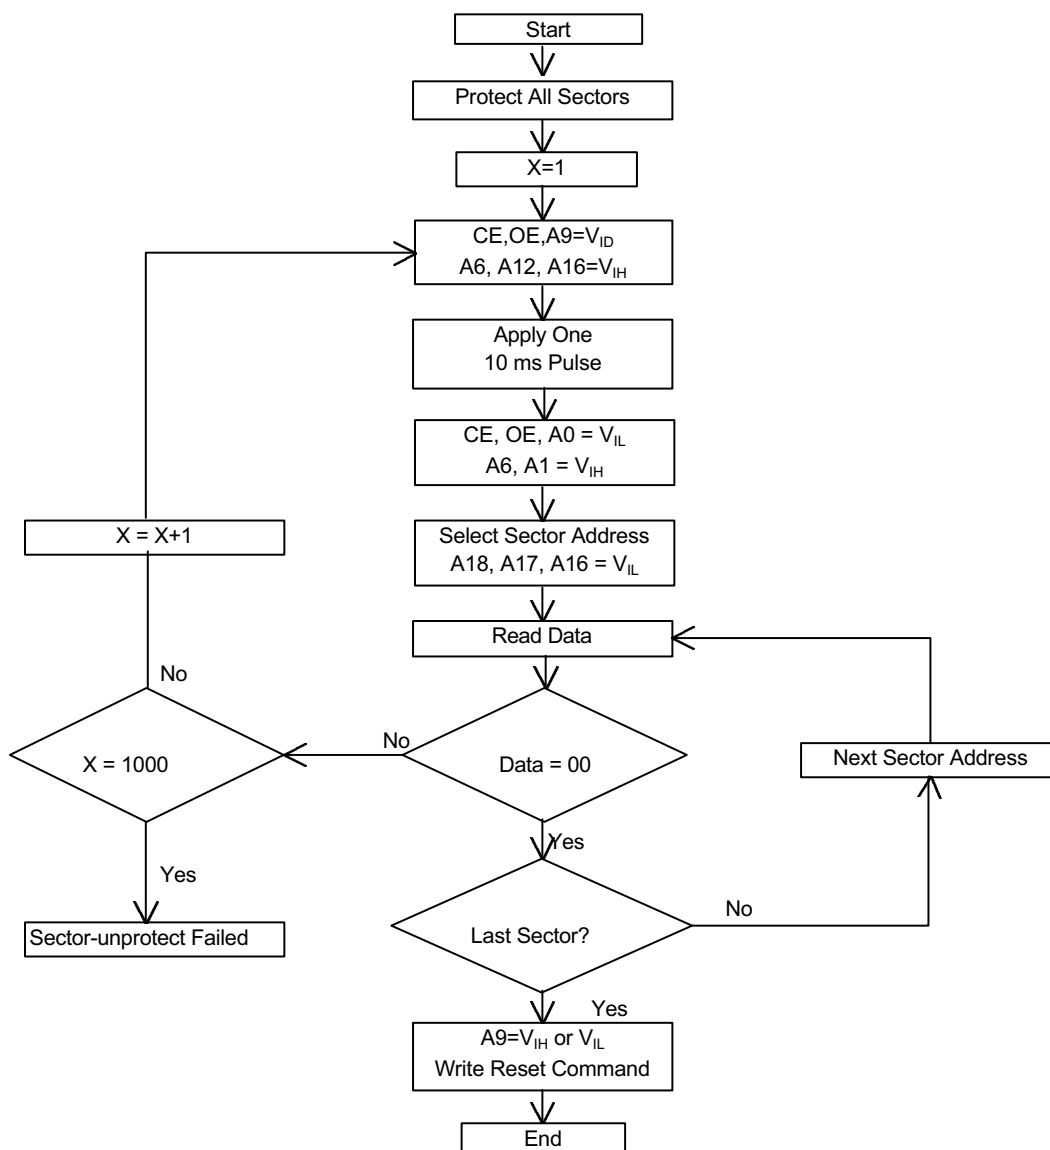 Start
Protect All Sectors
X=1
CE,OE,A9=VID
A6, A12, A16=VIH
Apply One
10 ms Pulse
CE, OE, A0 = VIL
A6, A1 = VIH
X = X+1
Select Sector Address
A18, A17, A16 = VIL
Read Data
No
No
X = 1000
Data = 00
Next Sector Address
Yes
Yes
No
Sector-unprotect Failed
Last Sector?
Yes
A9=VIH or VIL
Write Reset Command
End